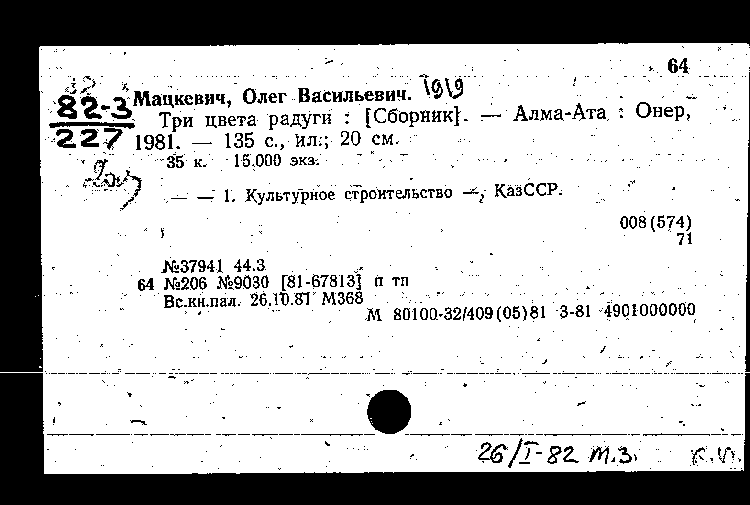 64
82-3
227
Мацкевич, Олег Васильевич. 1919
Три цвета радуги : [Сборник]. — Алма-Ата : Онер,
1981. — 135 с., ил.; 20 см.
35 к. 15.000 экз.
— — 1. Культурное строительство —, КазССР.
008(574)
71
№37941 44.3
64 №206 №9030 [81-67813] п тп
Вс.кн.пал. 26.10.81 М368
М 80100-32/409(05)81 3-81 4901000000
26/I-82 м.з.